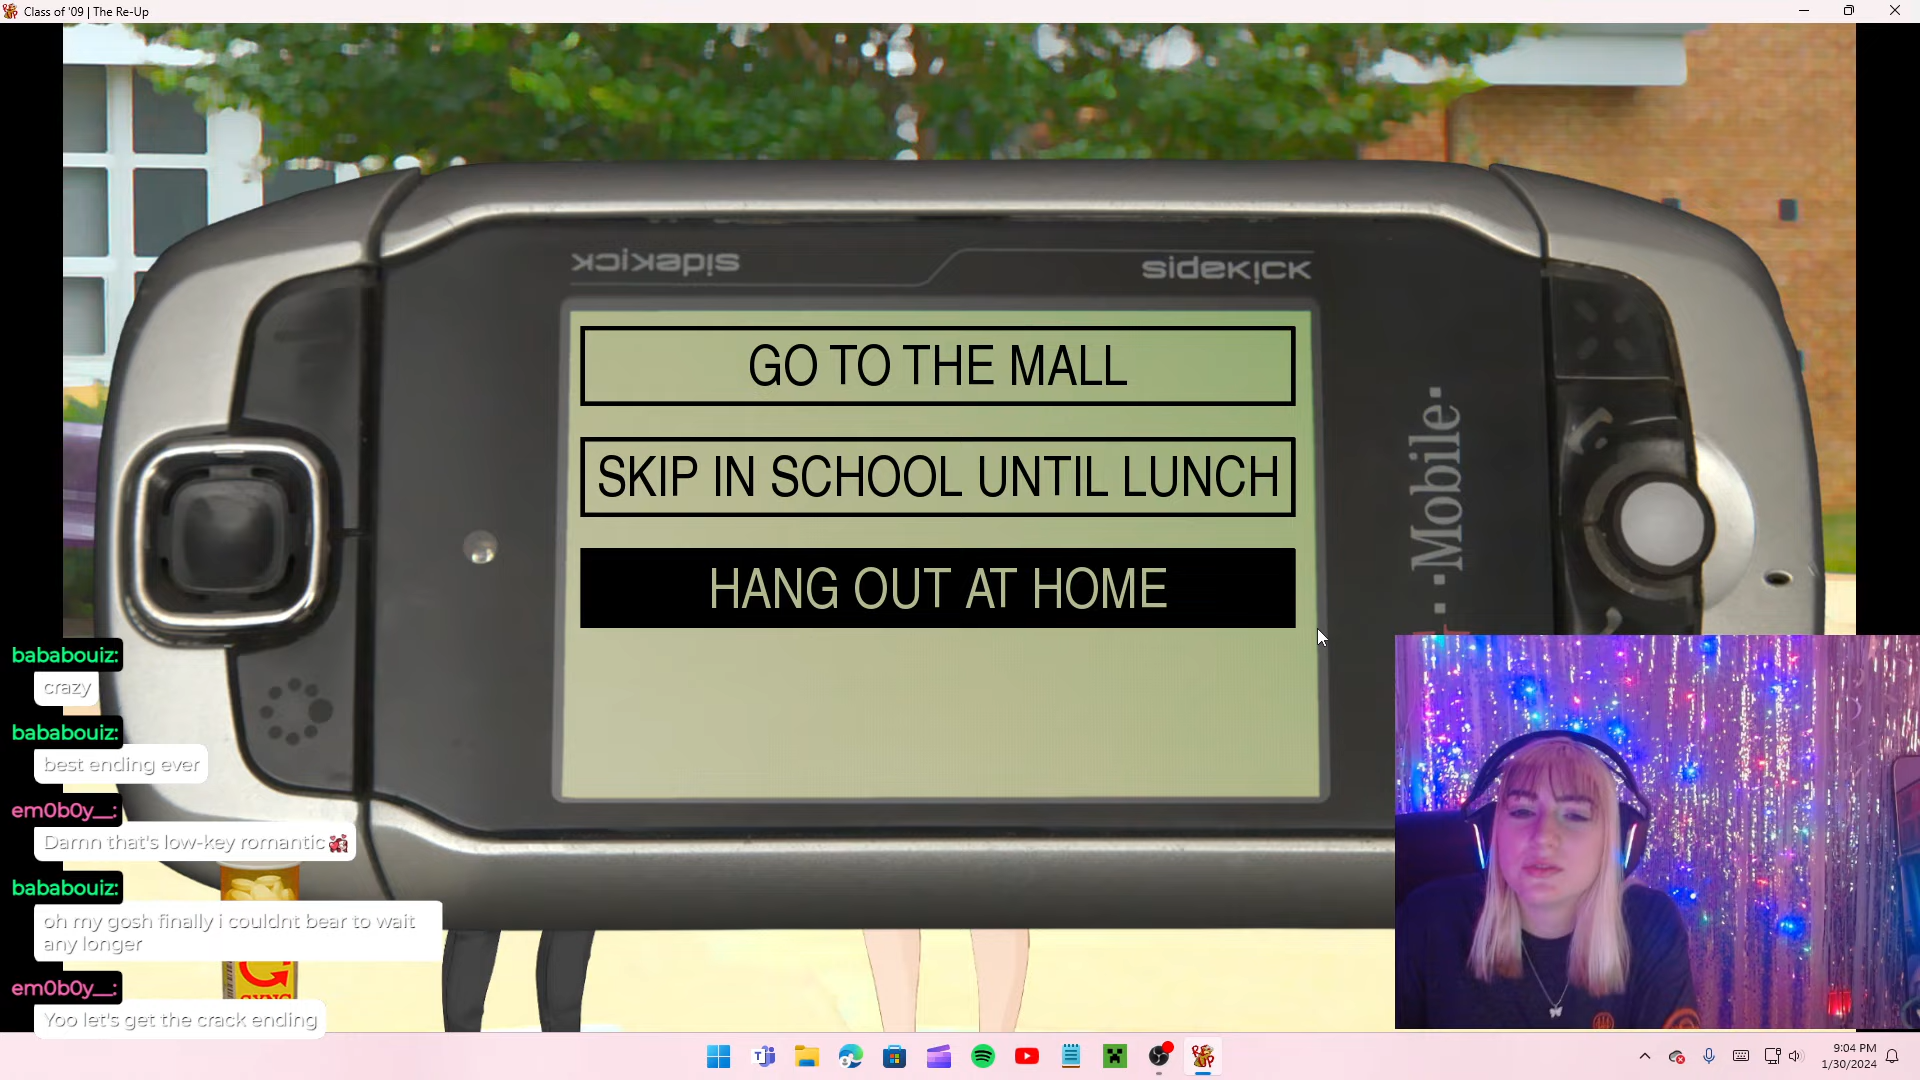 Class of '09 | The Re-Up
sidekick
sidekick
GO TO THE MALL
SKIP IN SCHOOL UNTIL LUNCH
HANG OUT AT HOME
·Mobile·
bababouiz:
crazy
bababouiz:
best ending ever
em0b0y__:
Damn that's low-key romantic
bababouiz:
oh my gosh finally i couldnt bear to wait
any longer
em0b0y__:
Yoo let's get the crack ending
9:04 PM
1/30/2024